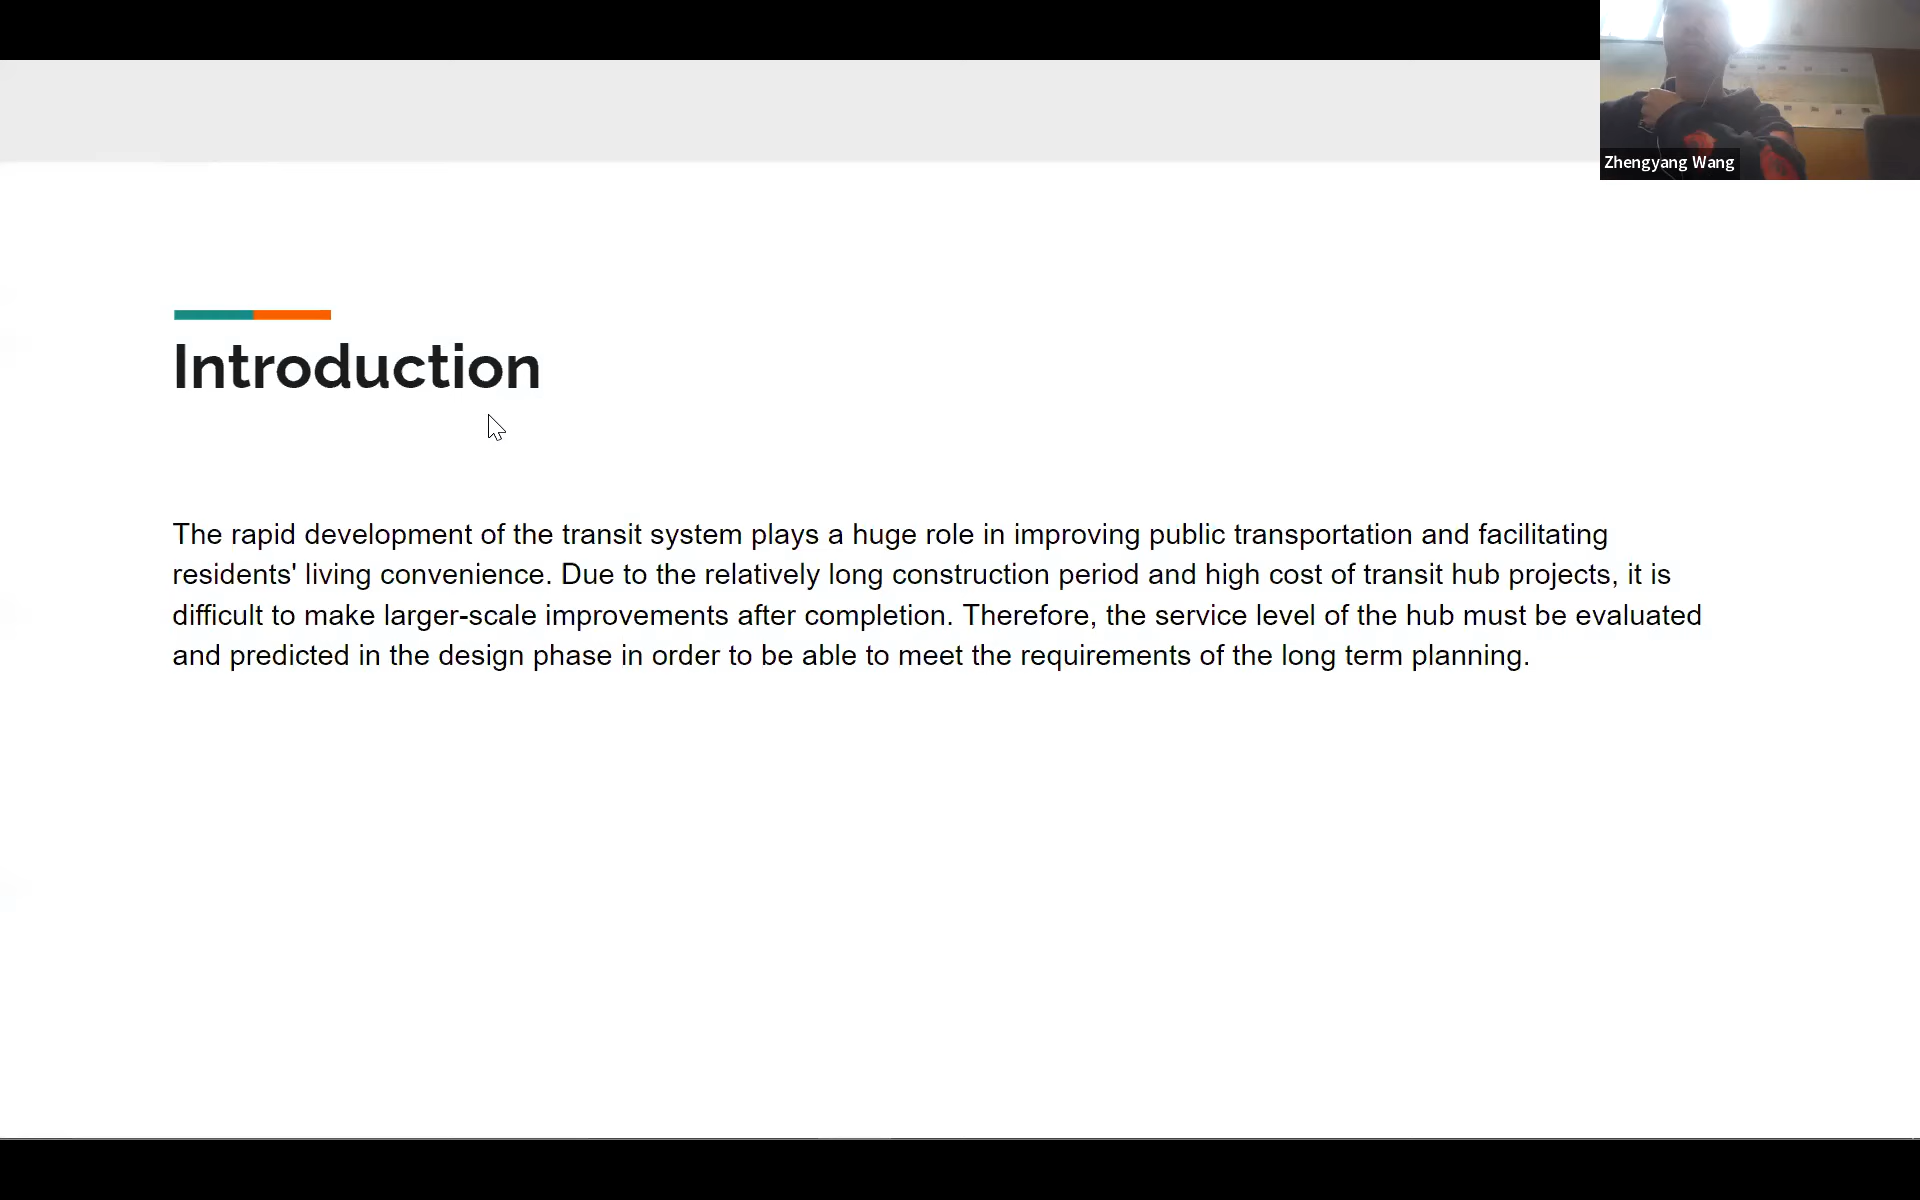 Zhengyang Wang
Introduction
The rapid development of the transit system plays a huge role in improving public transportation and facilitating
residents' living convenience. Due to the relatively long construction period and high cost of transit hub projects, it is
difficult to make larger-scale improvements after completion. Therefore, the service level of the hub must be evaluated
and predicted in the design phase in order to be able to meet the requirements of the long term planning.